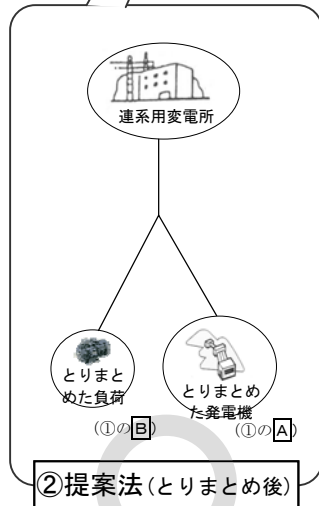 連系用変電所
とりまと
めた負荷
(①のB)
とりまとめ
た発電機
(①のA)
②提案法(とりまとめ後)